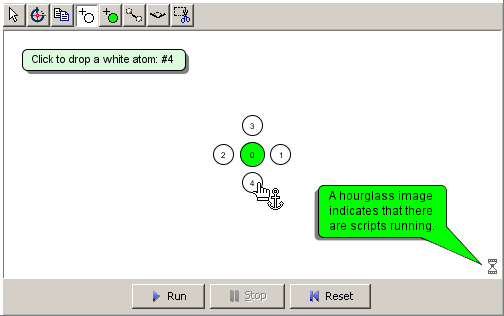 Click to drop a white atom: #4
3
2 0 1
4
A hourglass image
indicates that there
are scripts running.
Run Stop Reset